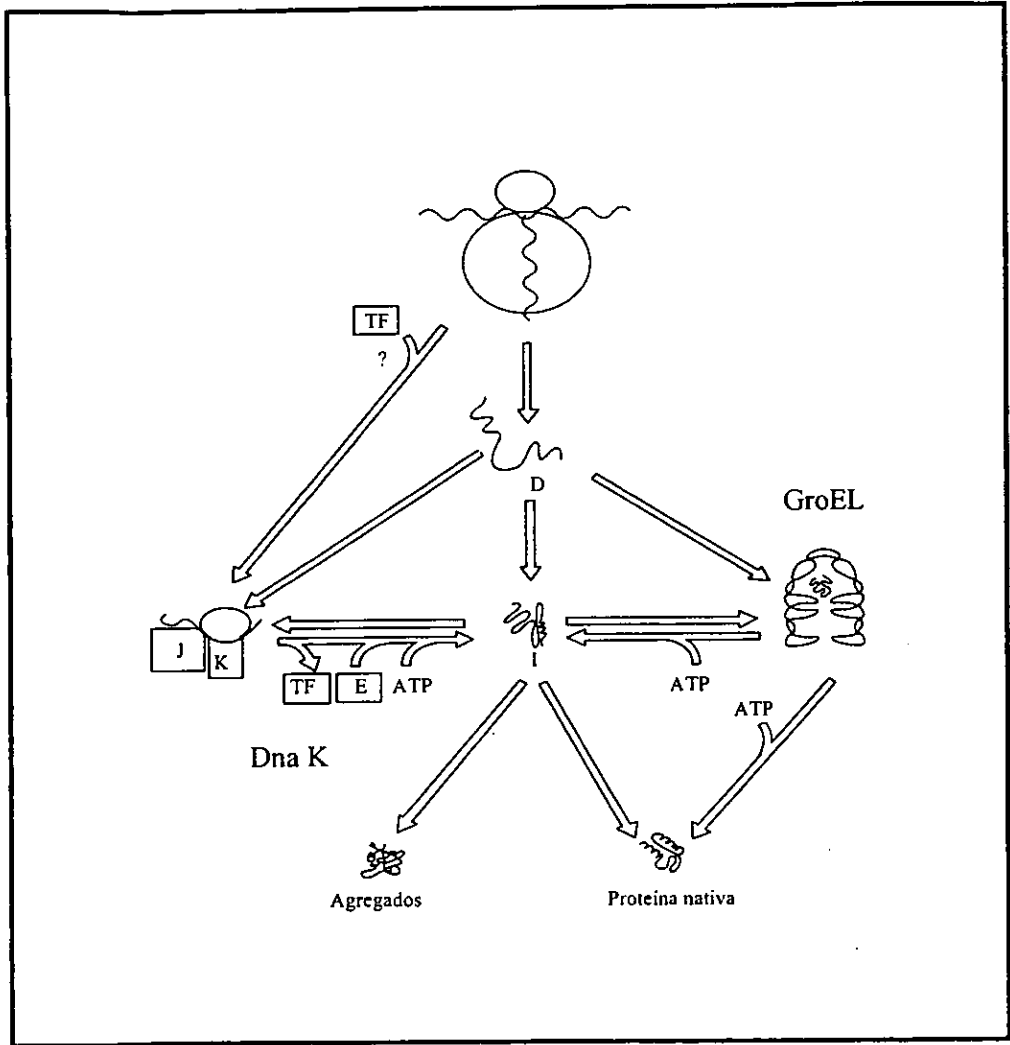 TF
?
D
GroEL
J
K
I
TF
E
ATP
ATP
ATP
Dna K
Agregados
Proteina nativa